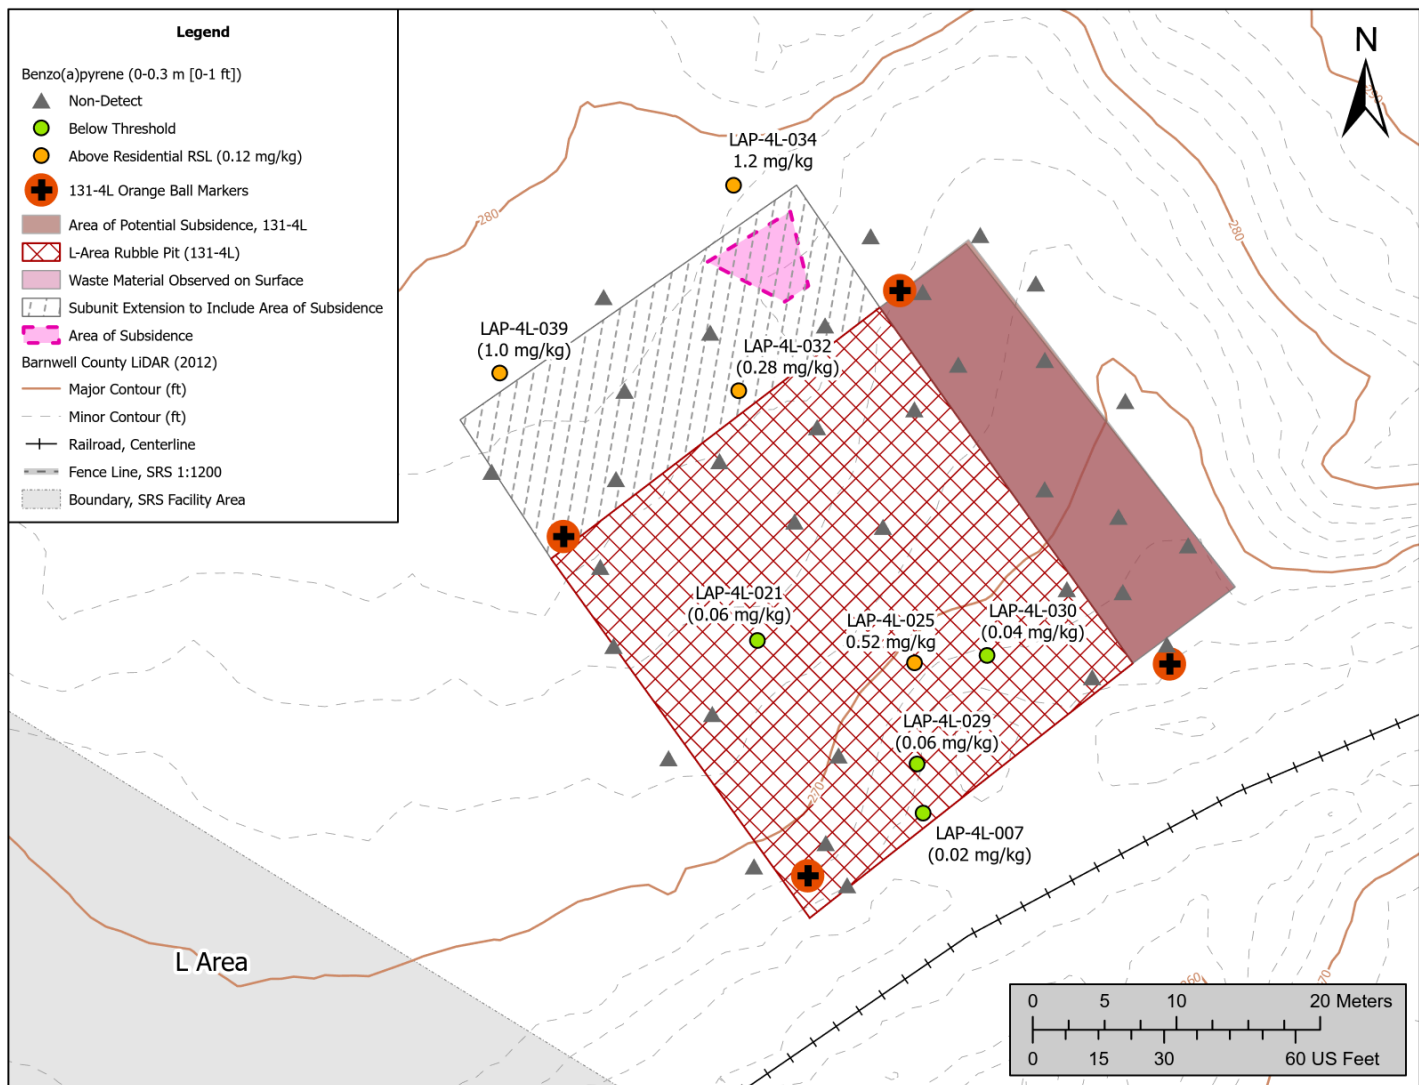 Legend
Benzo(a)pyrene (0-0.3 m [0-1 ft])
Non-Detect
Below Threshold
Above Residential RSL (0.12 mg/kg)
131-4L Orange Ball Markers
Area of Potential Subsidence, 131-4L
L-Area Rubble Pit (131-4L)
Waste Material Observed on Surface
Subunit Extension to Include Area of Subsidence
Area of Subsidence
Barnwell County LiDAR (2012)
Major Contour (ft)
Minor Contour (ft)
Railroad, Centerline
Fence Line, SRS 1:1200
Boundary, SRS Facility Area
N
LAP-4L-034
1.2 mg/kg
280
280
LAP-4L-039
(1.0 mg/kg)
LAP-4L-032
(0.28 mg/kg)
LAP-4L-021
(0.06 mg/kg)
LAP-4L-025
0.52 mg/kg
LAP-4L-030
(0.04 mg/kg)
LAP-4L-029
(0.06 mg/kg)
270
LAP-4L-007
(0.02 mg/kg)
L Area
0 5 10 20 Meters
0 15 30 60 US Feet